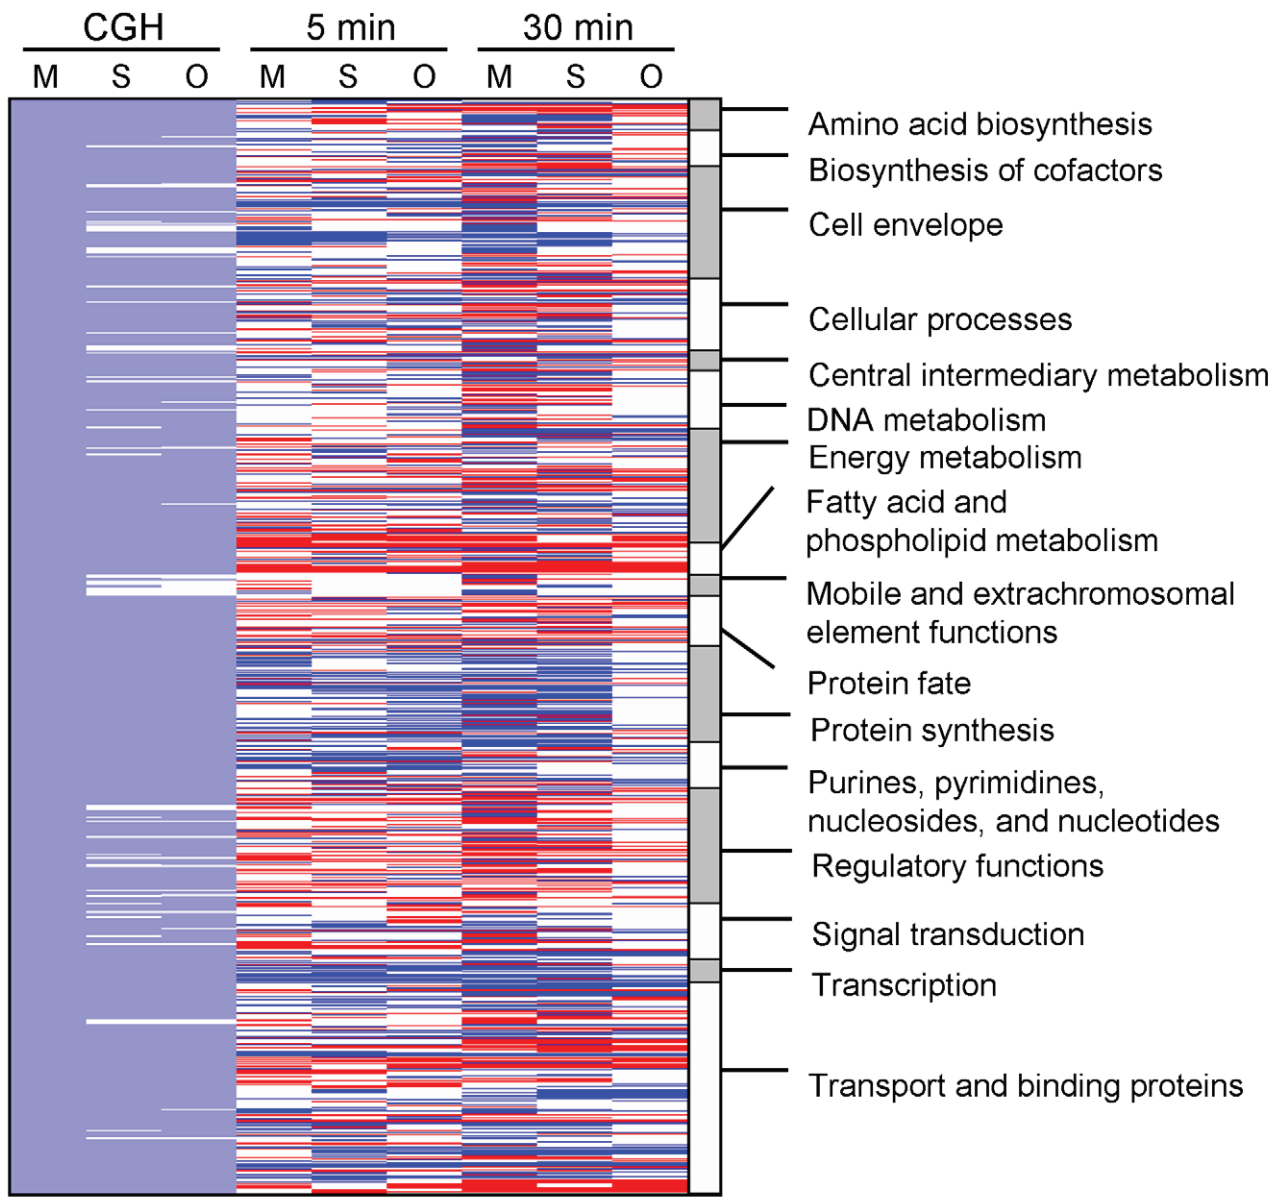 CGH 5 min 30 min
M S O M S O M S O
Amino acid biosynthesis
Biosynthesis of cofactors
Cell envelope
Cellular processes
Central intermediary metabolism
DNA metabolism
Energy metabolism
Fatty acid and
phospholipid metabolism
Mobile and extrachromosomal
element functions
Protein fate
Protein synthesis
Purines, pyrimidines,
nucleosides, and nucleotides
Regulatory functions
Signal transduction
Transcription
Transport and binding proteins